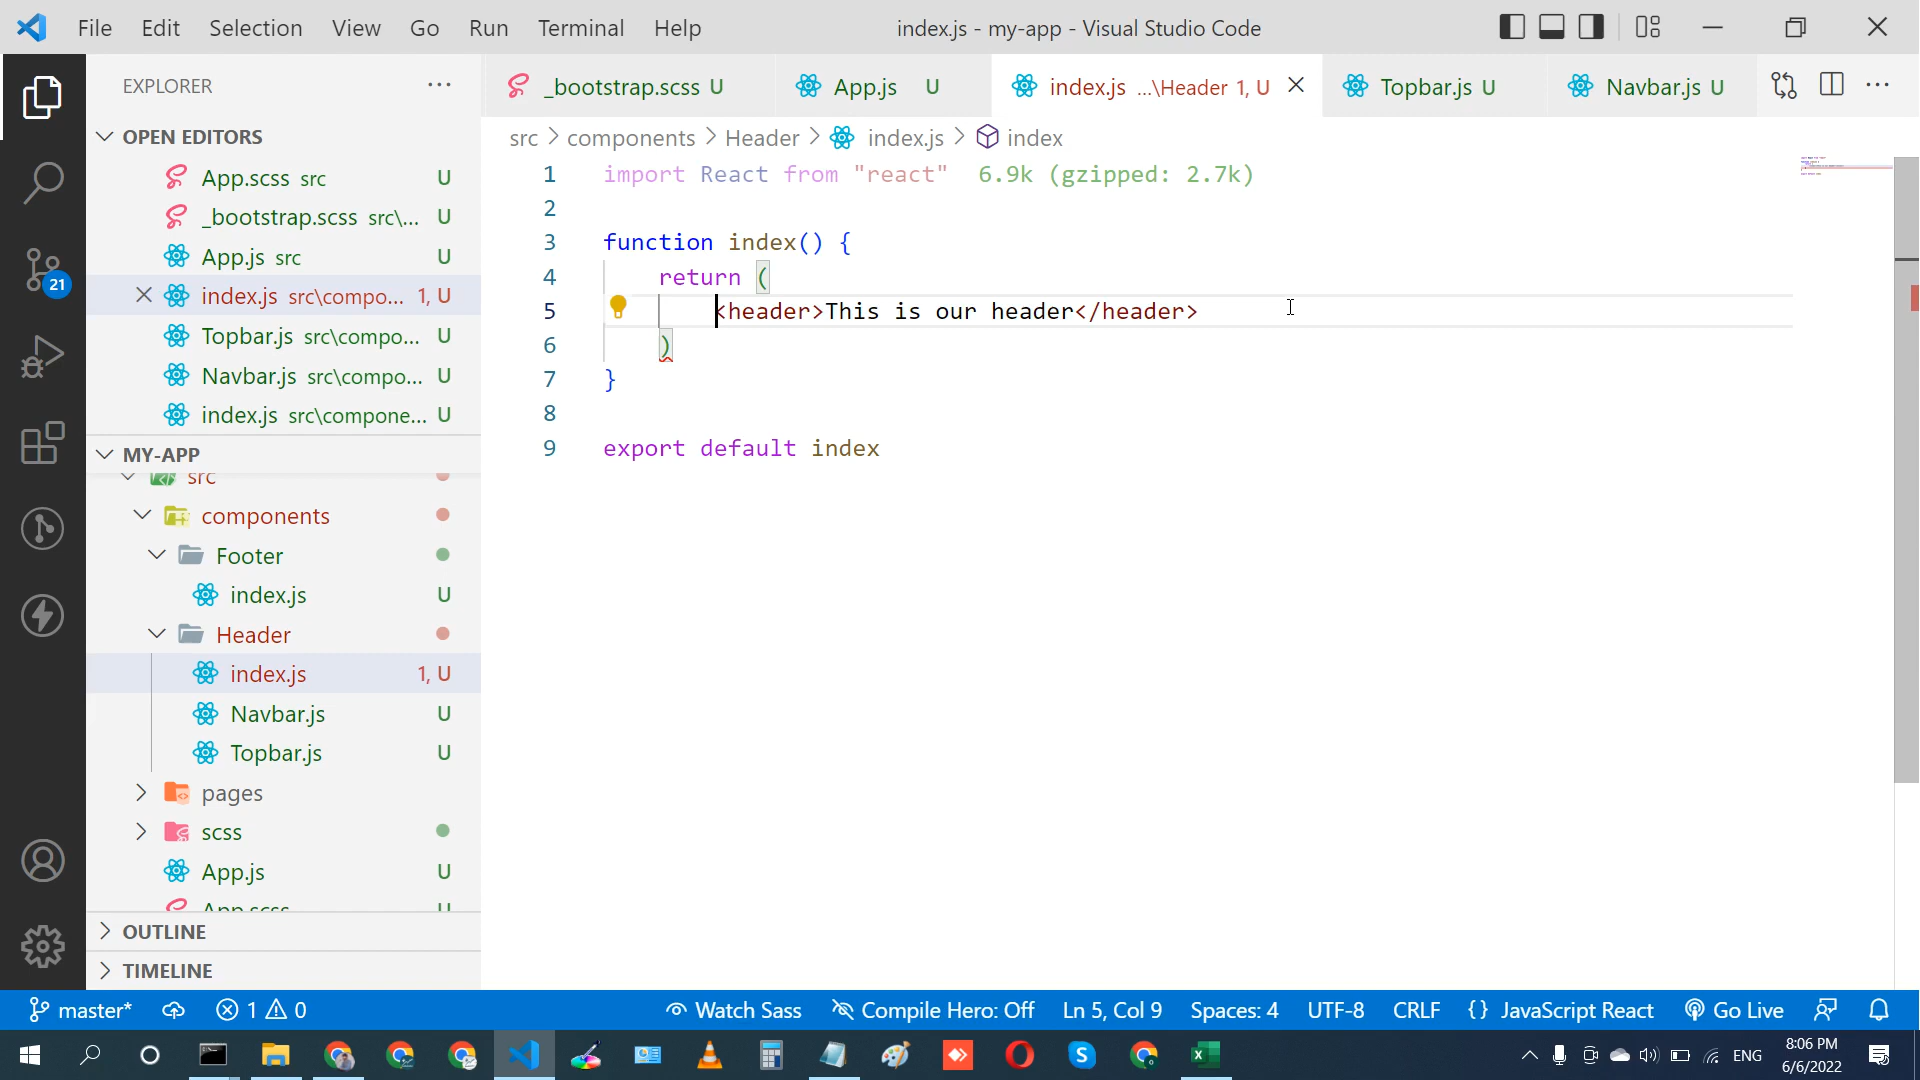 File Edit Selection View Go Run Terminal Help
index.js - my-app - Visual Studio Code
EXPLORER
OPEN EDITORS
App.scss src U
_bootstrap.scss src\... U
App.js src U
index.js src\compo... 1, U
Topbar.js src\compo... U
Navbar.js src\compo... U
index.js src\compone... U
MY-APP
src
components
Footer
index.js U
Header
index.js 1, U
Navbar.js U
Topbar.js U
pages
scss
App.js U
App.scss U
OUTLINE
TIMELINE
21
_bootstrap.scss U
App.js U
index.js ...\Header 1, U
Topbar.js U
Navbar.js U
src > components > Header > index.js > index
1 import React from "react" 6.9k (gzipped: 2.7k)
2
3 function index() {
4 return (
5 <header>This is our header</header>
6 )
7 }
8
9 export default index
master* 1 0 Watch Sass Compile Hero: Off Ln 5, Col 9 Spaces: 4 UTF-8 CRLF {} JavaScript React Go Live
ENG
8:06 PM
6/6/2022